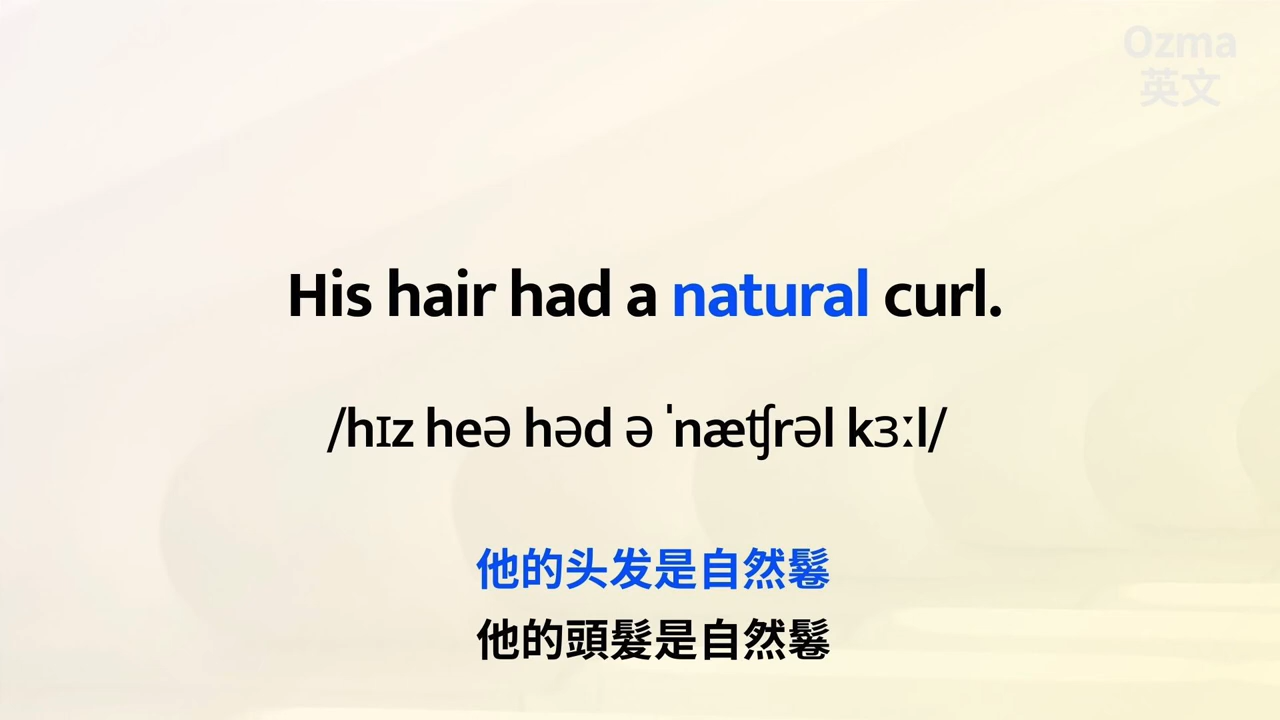 Ozma
英文
His hair had a natural curl.
/hɪz heə həd ə ˈnæʧrəl kɜːl/
他的头发是自然鬈
他的頭髮是自然鬈